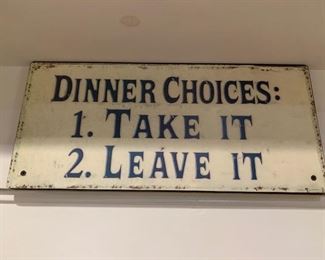 DINNER CHOICES:
1. TAKE IT
2. LEAVE IT